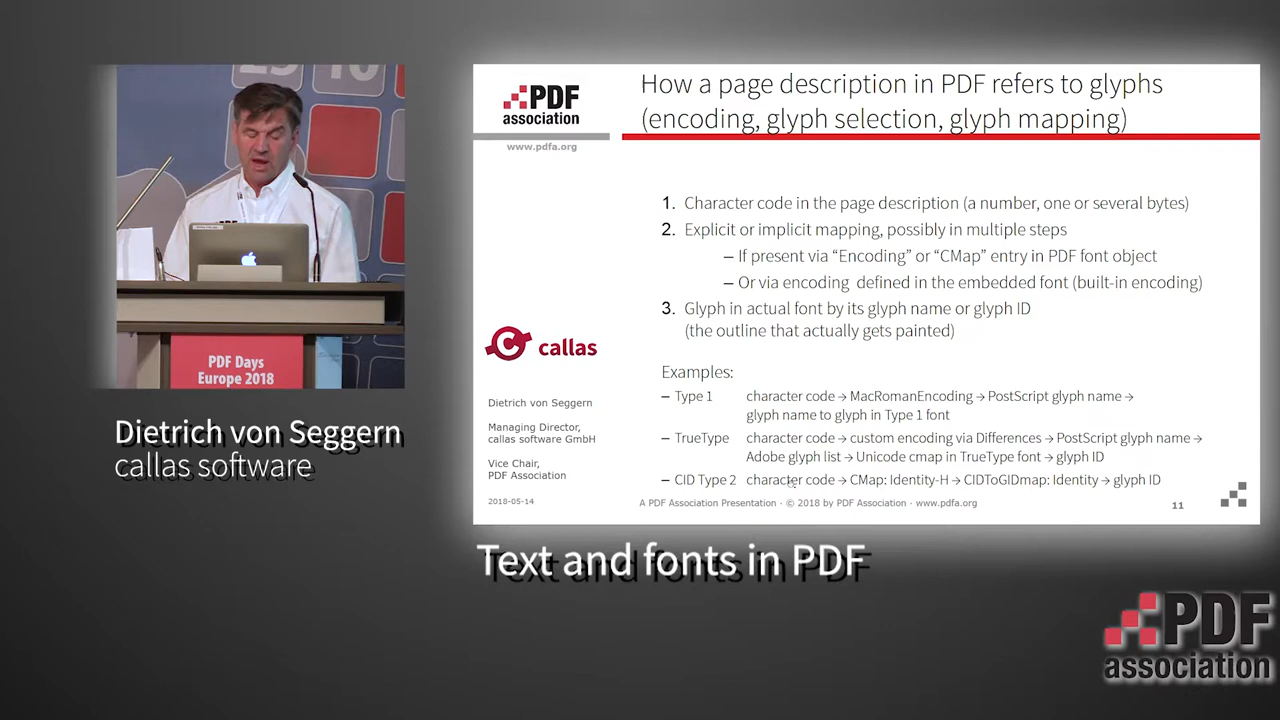 PDF Days
Europe 2018
Dietrich von Seggern
callas software
PDF
association
www.pdfa.org
How a page description in PDF refers to glyphs
(encoding, glyph selection, glyph mapping)
1. Character code in the page description (a number, one or several bytes)
2. Explicit or implicit mapping, possibly in multiple steps
– If present via “Encoding” or “CMap” entry in PDF font object
– Or via encoding defined in the embedded font (built-in encoding)
3. Glyph in actual font by its glyph name or glyph ID
(the outline that actually gets painted)
Examples:
– Type 1 character code → MacRomanEncoding → PostScript glyph name →
glyph name to glyph in Type 1 font
– TrueType character code → custom encoding via Differences → PostScript glyph name →
Adobe glyph list → Unicode cmap in TrueType font → glyph ID
– CID Type 2 character code → CMap: Identity-H → CIDToGIDmap: Identity → glyph ID
callas
Dietrich von Seggern
Managing Director,
callas software GmbH
Vice Chair,
PDF Association
2018-05-14
A PDF Association Presentation · © 2018 by PDF Association · www.pdfa.org
11
Text and fonts in PDF
PDF
association